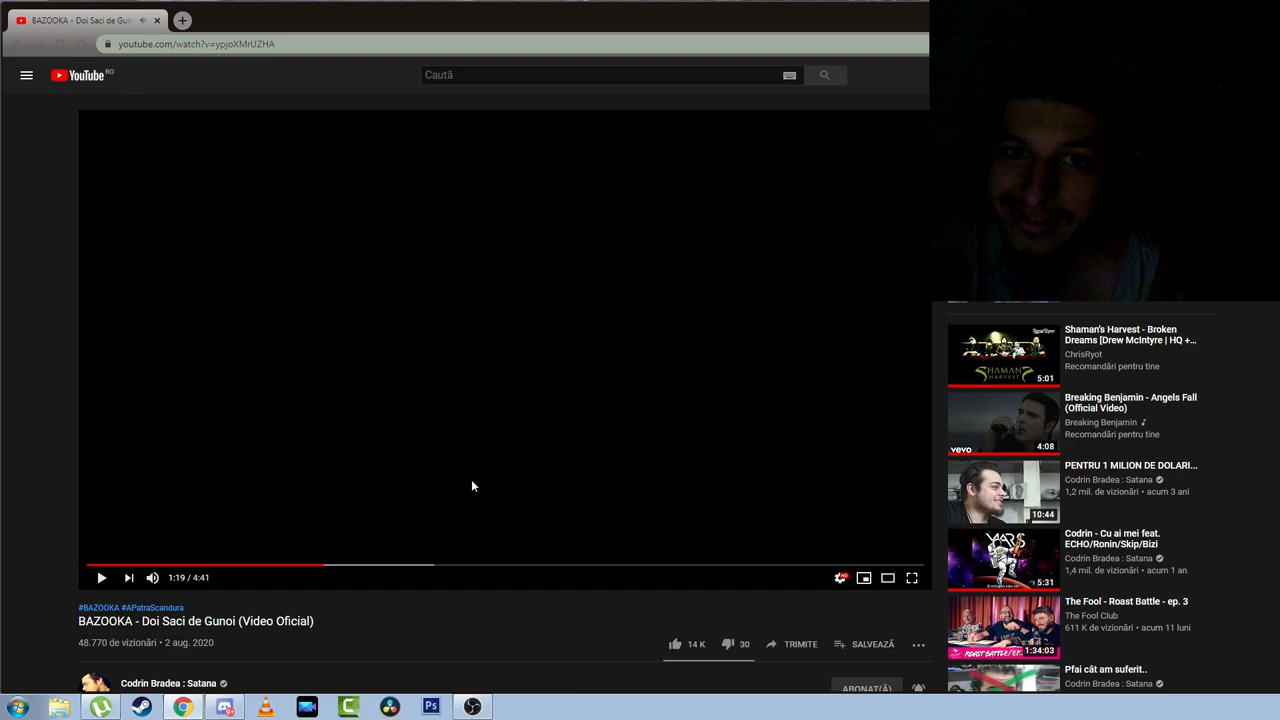 BAZOOKA - Doi Saci de Gun
youtube.com/watch?v=ypjoXMrUZHA
YouTube RO
Caută
1:19 / 4:41
#BAZOOKA #APatraScandura
BAZOOKA - Doi Saci de Gunoi (Video Oficial)
48.770 de vizionări • 2 aug. 2020
14 K
30
TRIMITE
SALVEAZĂ
Codrin Bradea : Satana
ABONAT(Ă)
SHAMANS
HARVEST
5:01
Shaman's Harvest - Broken
Dreams [Drew McIntyre | HQ +...
ChrisRyot
Recomandări pentru tine
vevo
4:08
Breaking Benjamin - Angels Fall
(Official Video)
Breaking Benjamin
Recomandări pentru tine
10:44
PENTRU 1 MILION DE DOLARI...
Codrin Bradea : Satana
1,2 mil. de vizionări • acum 3 ani
5:31
Codrin - Cu ai mei feat.
ECHO/Ronin/Skip/Bizi
Codrin Bradea : Satana
1,4 mil. de vizionări • acum 1 an
ROAST BATTLE/EP.
1:34:03
The Fool - Roast Battle - ep. 3
The Fool Club
611 K de vizionări • acum 11 luni
Pfai cât am suferit..
Codrin Bradea : Satana